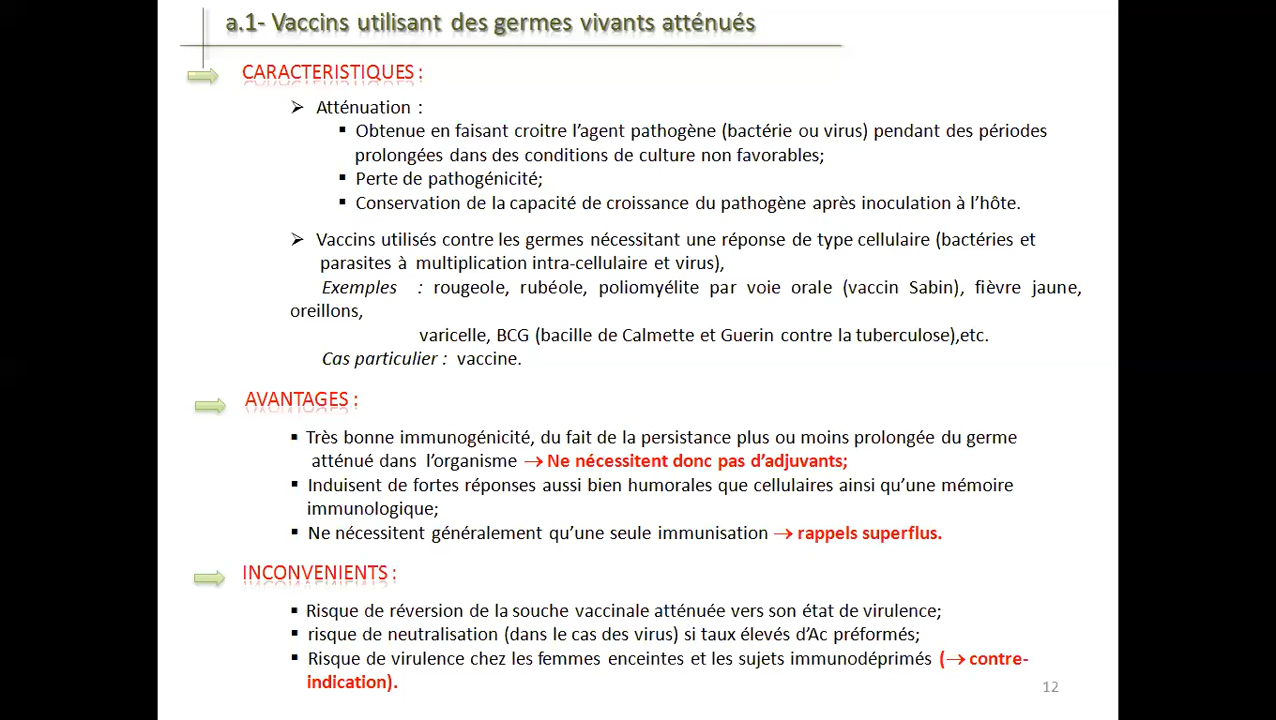 a.1- Vaccins utilisant des germes vivants atténués
CARACTERISTIQUES :
➢ Atténuation :
▪ Obtenue en faisant croitre l’agent pathogène (bactérie ou virus) pendant des périodes
prolongées dans des conditions de culture non favorables;
▪ Perte de pathogénicité;
▪ Conservation de la capacité de croissance du pathogène après inoculation à l’hôte.
➢ Vaccins utilisés contre les germes nécessitant une réponse de type cellulaire (bactéries et
parasites à multiplication intra-cellulaire et virus),
Exemples : rougeole, rubéole, poliomyélite par voie orale (vaccin Sabin), fièvre jaune,
oreillons,
varicelle, BCG (bacille de Calmette et Guerin contre la tuberculose),etc.
Cas particulier : vaccine.
AVANTAGES :
▪ Très bonne immunogénicité, du fait de la persistance plus ou moins prolongée du germe
atténué dans l’organisme → Ne nécessitent donc pas d’adjuvants;
▪ Induisent de fortes réponses aussi bien humorales que cellulaires ainsi qu’une mémoire
immunologique;
▪ Ne nécessitent généralement qu’une seule immunisation → rappels superflus.
INCONVENIENTS :
▪ Risque de réversion de la souche vaccinale atténuée vers son état de virulence;
▪ risque de neutralisation (dans le cas des virus) si taux élevés d’Ac préformés;
▪ Risque de virulence chez les femmes enceintes et les sujets immunodéprimés (→ contre-
indication).
12